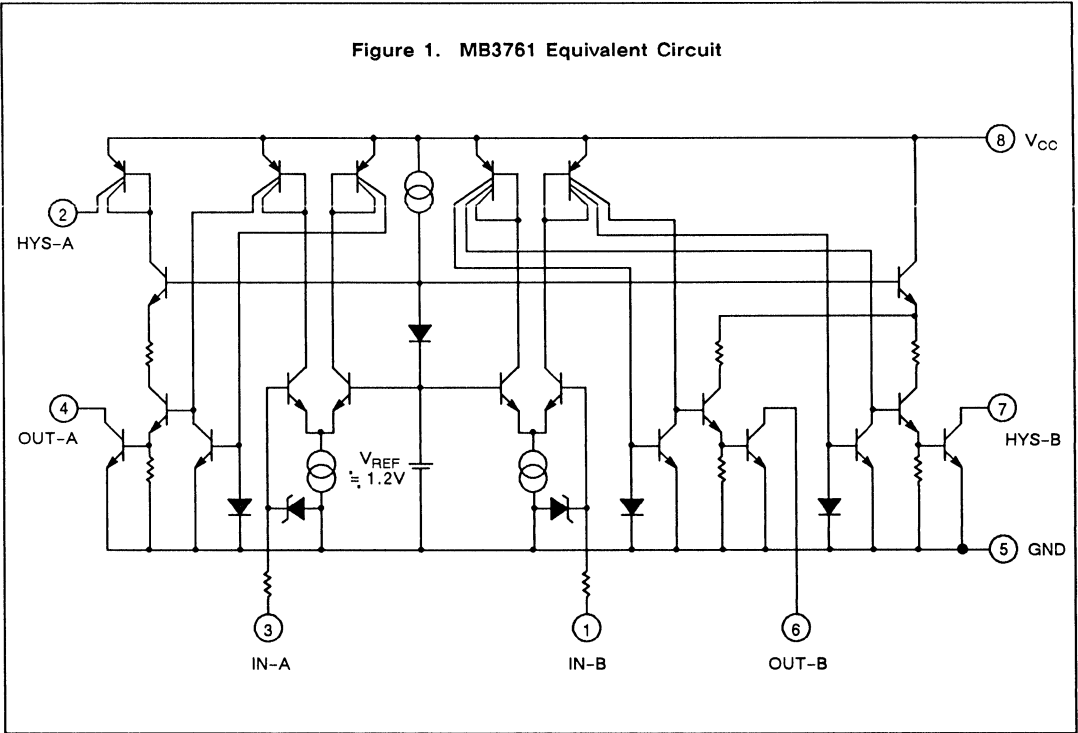 Figure 1. MB3761 Equivalent Circuit
8 VCC
2
HYS-A
4
OUT-A
7
HYS-B
VREF
≒ 1.2V
5 GND
3
IN-A
1
IN-B
6
OUT-B